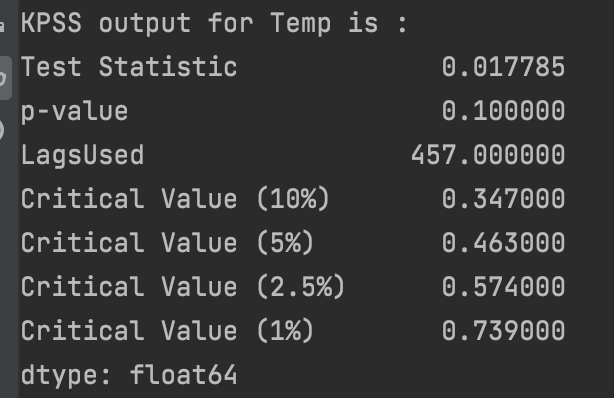 KPSS output for Temp is :
Test Statistic 0.017785
p-value 0.100000
LagsUsed 457.000000
Critical Value (10%) 0.347000
Critical Value (5%) 0.463000
Critical Value (2.5%) 0.574000
Critical Value (1%) 0.739000
dtype: float64